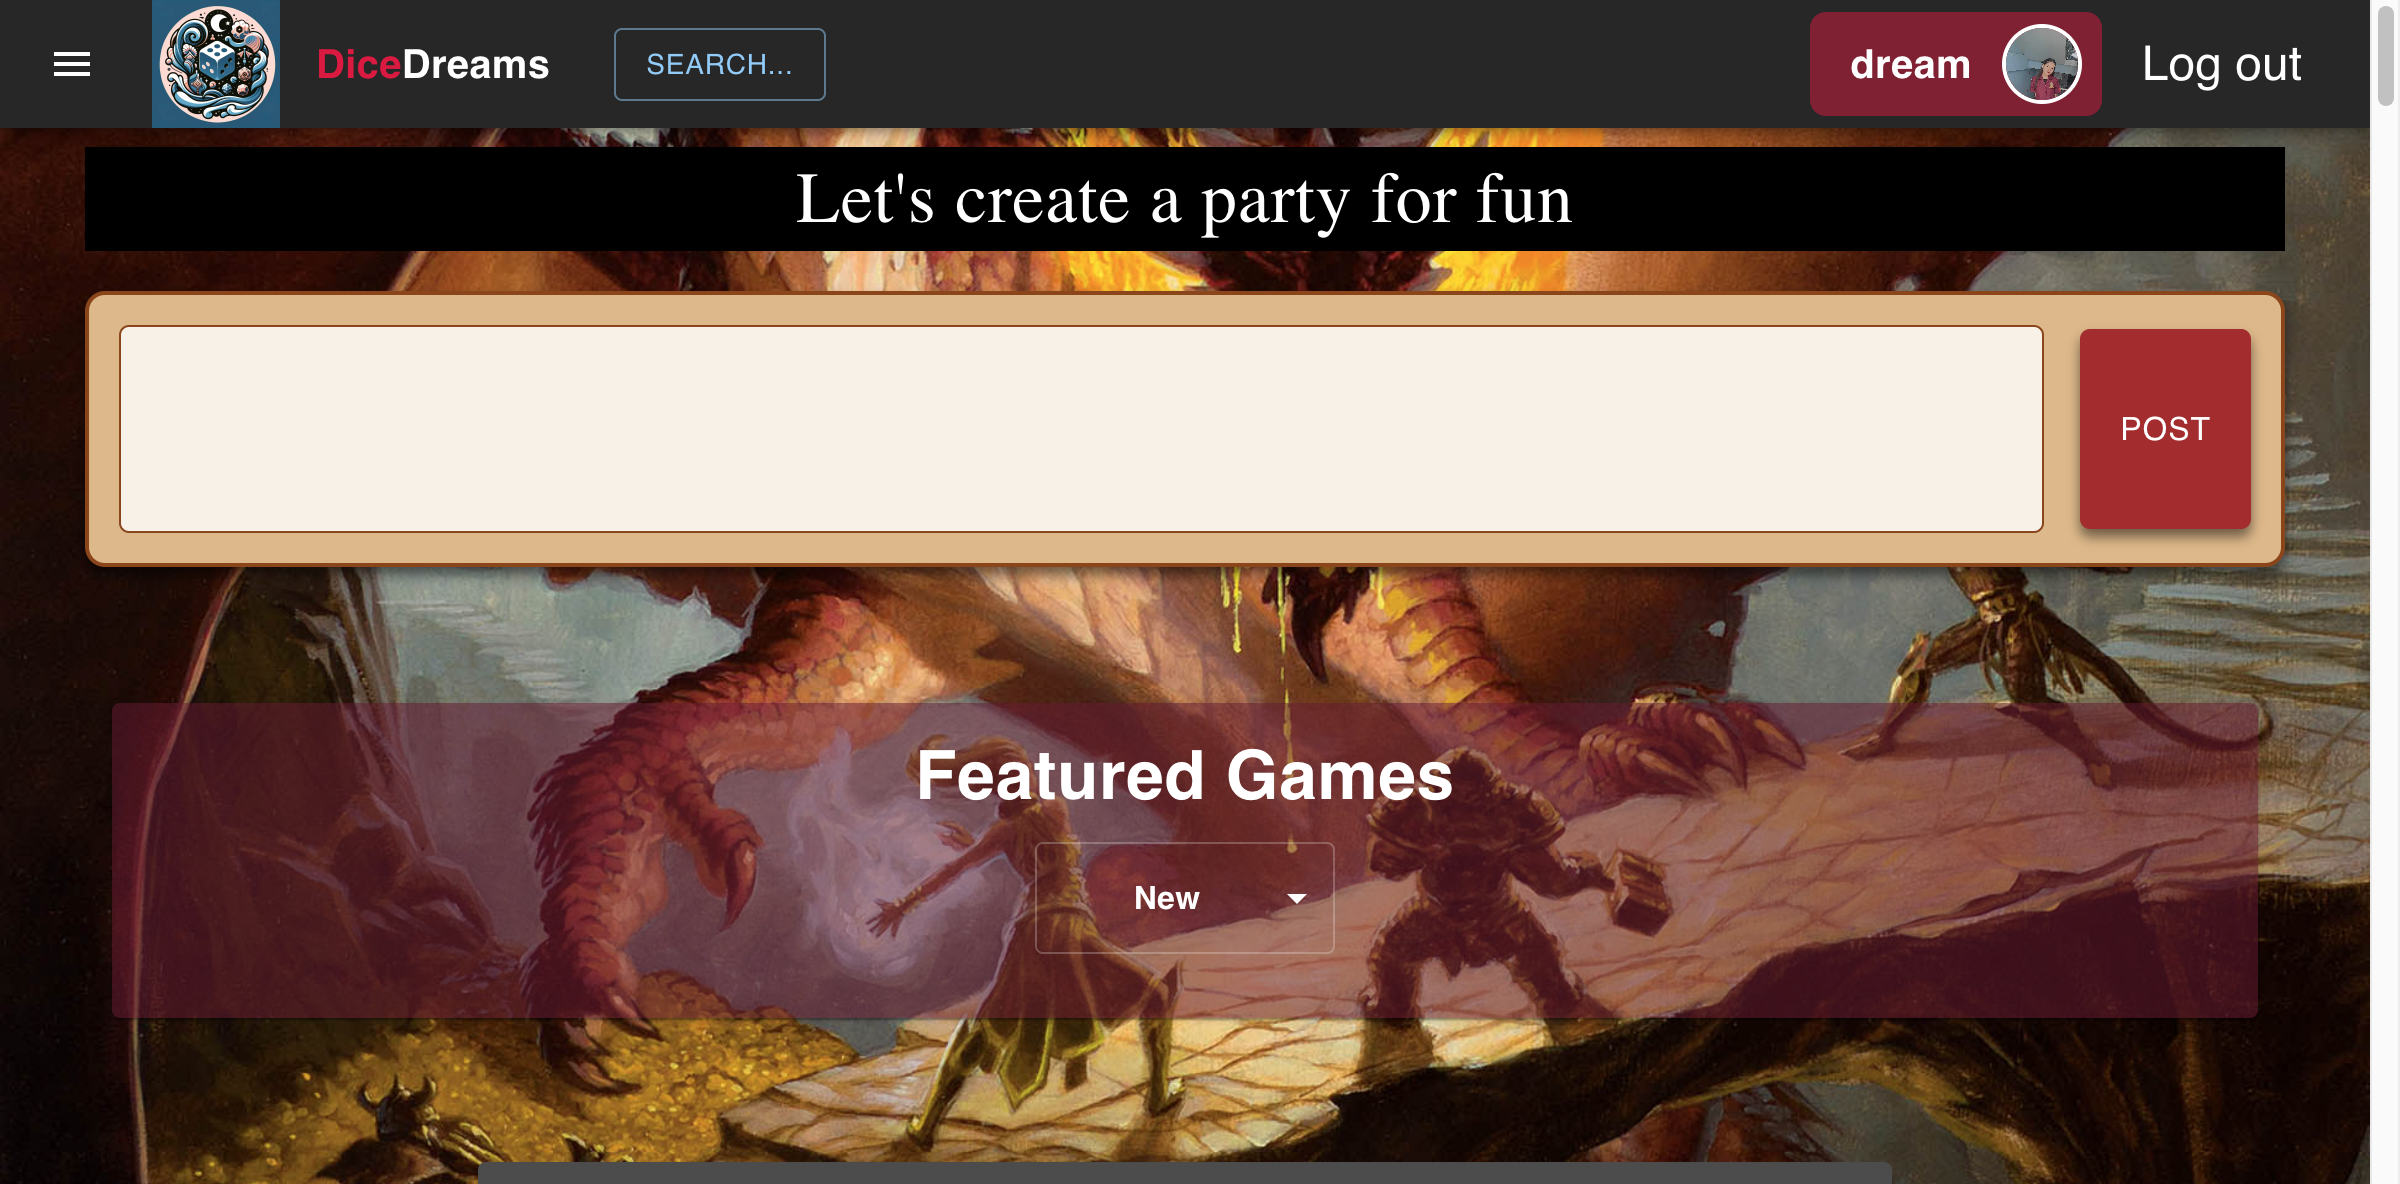 DiceDreams
SEARCH...
dream
Log out
Let's create a party for fun
POST
Featured Games
New